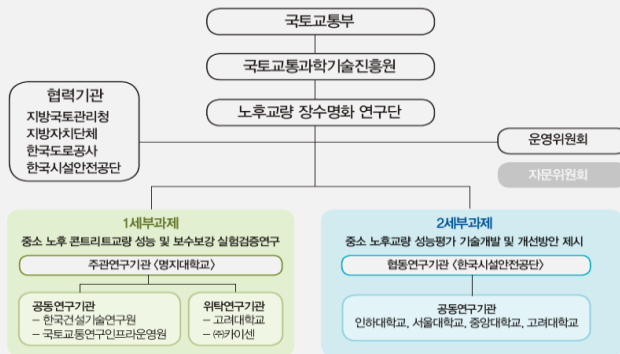 국토교통부
국토교통과학기술진흥원
노후교량 장수명화 연구단
협력기관
지방국토관리청
지방자치단체
한국도로공사
한국시설안전공단
운영위원회
자문위원회
1세부과제
중소 노후 콘트리트교량 성능 및 보수보강 실험검증연구
주관연구기관 <명지대학교>
공동연구기관
– 한국건설기술연구원
– 국토교통연구인프라운영원
위탁연구기관
– 고려대학교
– ㈜카이센
2세부과제
중소 노후교량 성능평가 기술개발 및 개선방안 제시
협동연구기관 <한국시설안전공단>
공동연구기관
인하대학교, 서울대학교, 중앙대학교, 고려대학교